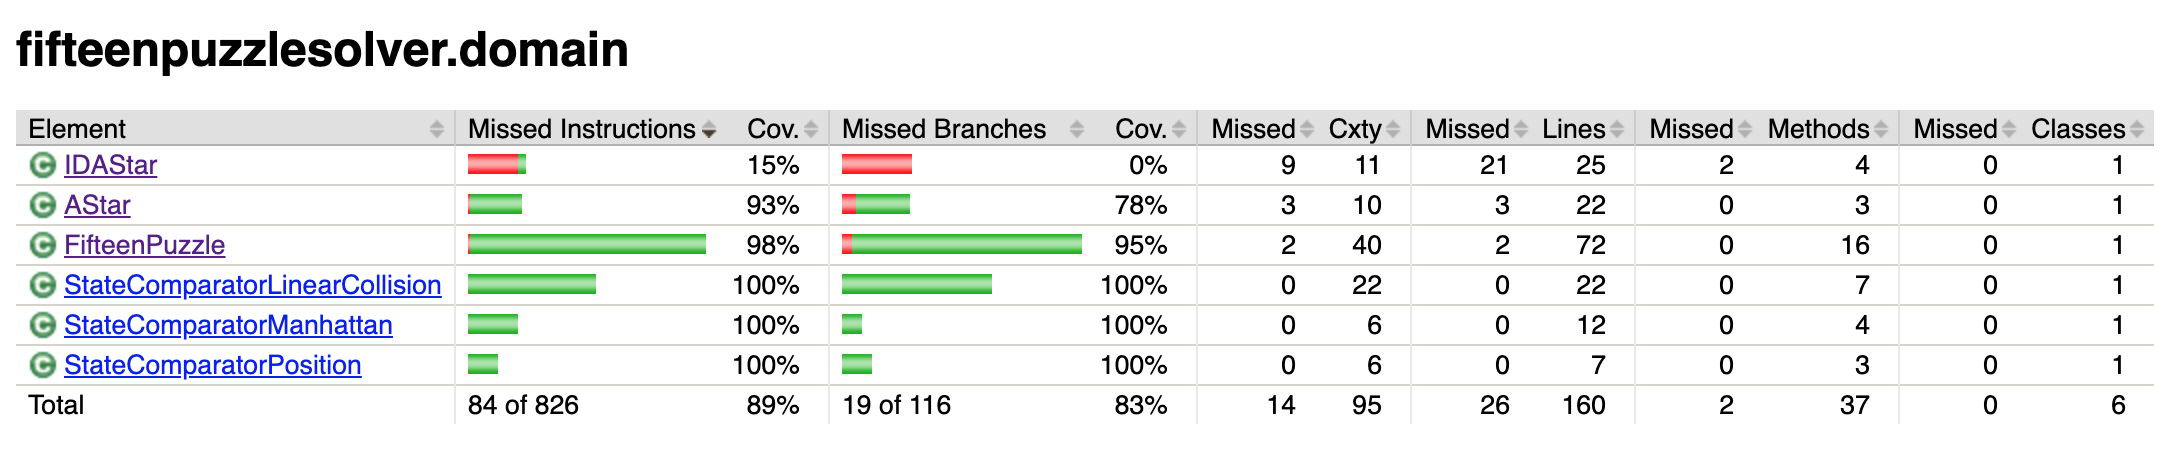 fifteenpuzzlesolver.domain
Element Missed Instructions Cov. Missed Branches Cov. Missed Cxty Missed Lines Missed Methods Missed Classes
C IDAStar 15% 0% 9 11 21 25 2 4 0 1
C AStar 93% 78% 3 10 3 22 0 3 0 1
C FifteenPuzzle 98% 95% 2 40 2 72 0 16 0 1
C StateComparatorLinearCollision 100% 100% 0 22 0 22 0 7 0 1
C StateComparatorManhattan 100% 100% 0 6 0 12 0 4 0 1
C StateComparatorPosition 100% 100% 0 6 0 7 0 3 0 1
Total 84 of 826 89% 19 of 116 83% 14 95 26 160 2 37 0 6